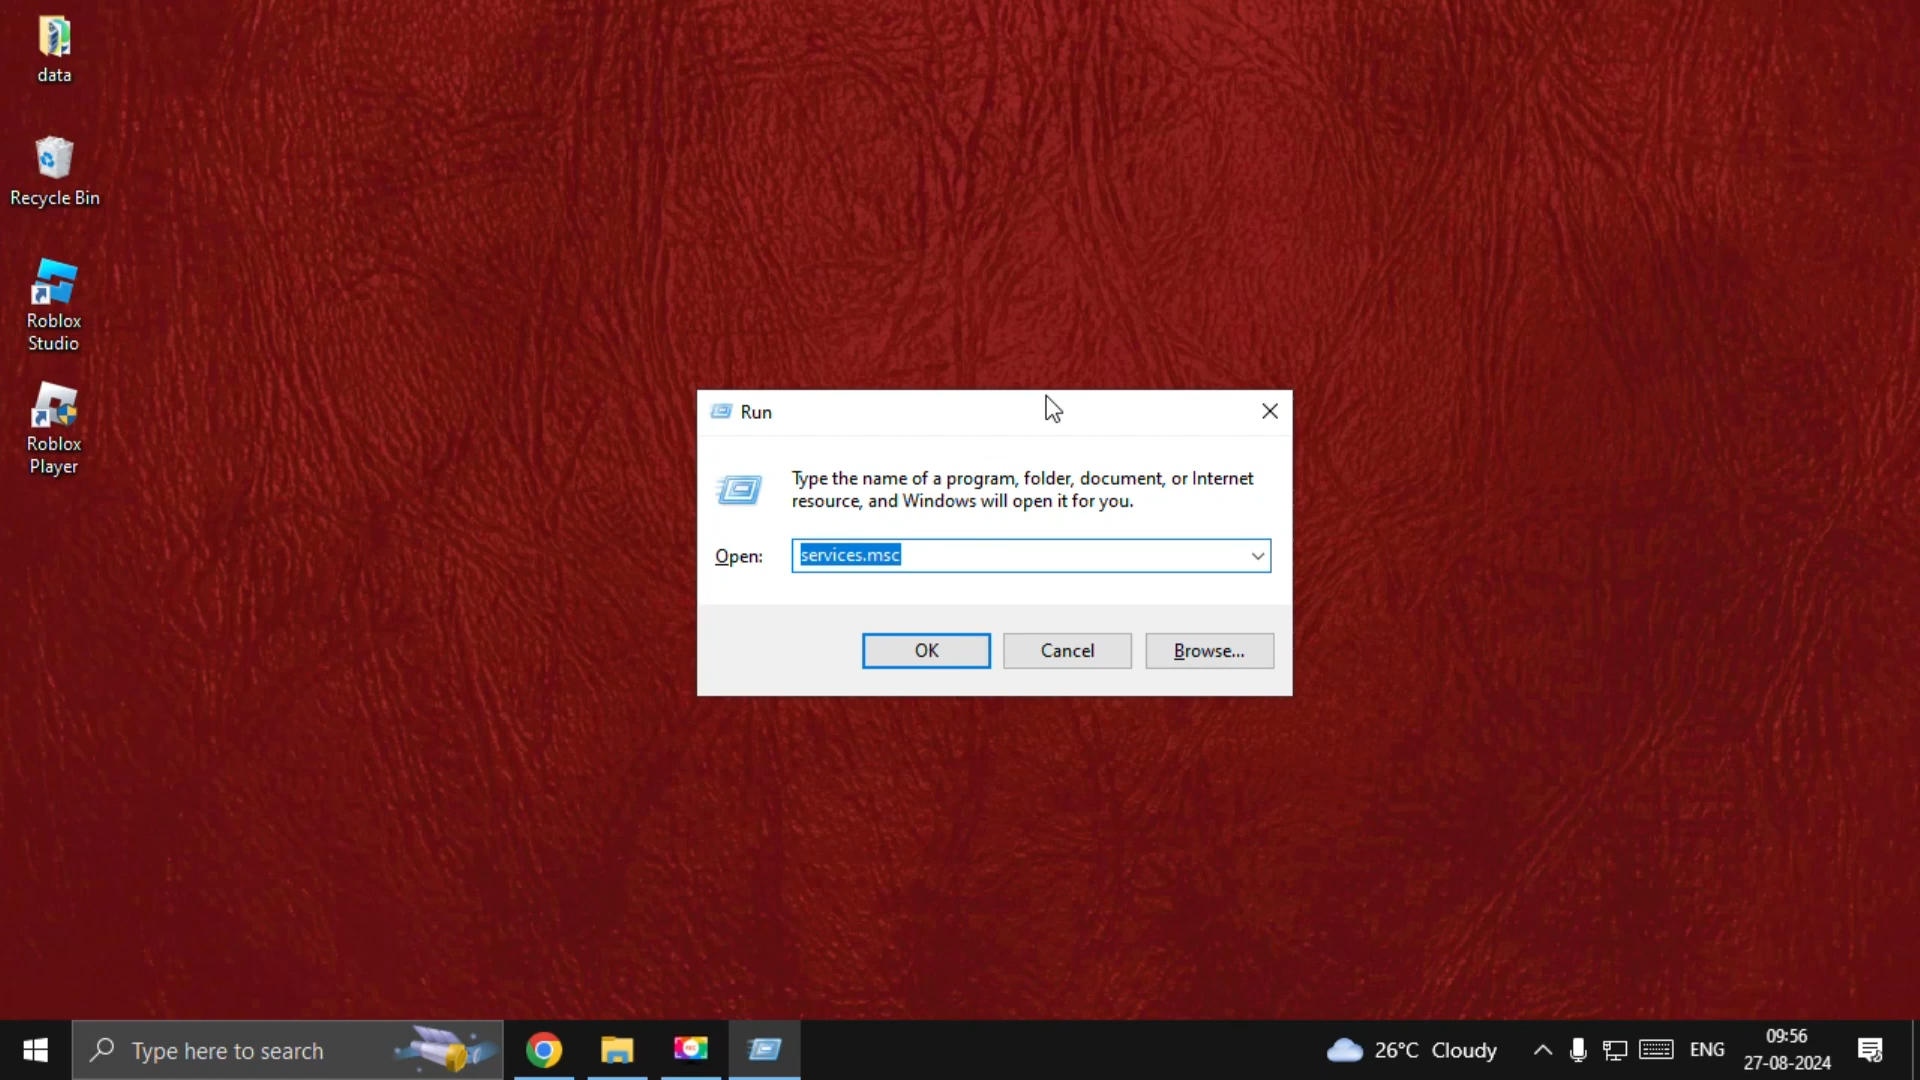 data
Recycle Bin
Roblox
Studio
Roblox
Player
Run
Type the name of a program, folder, document, or Internet
resource, and Windows will open it for you.
Open: services.msc
OK Cancel Browse...
Type here to search
26°C Cloudy
ENG
09:56
27-08-2024